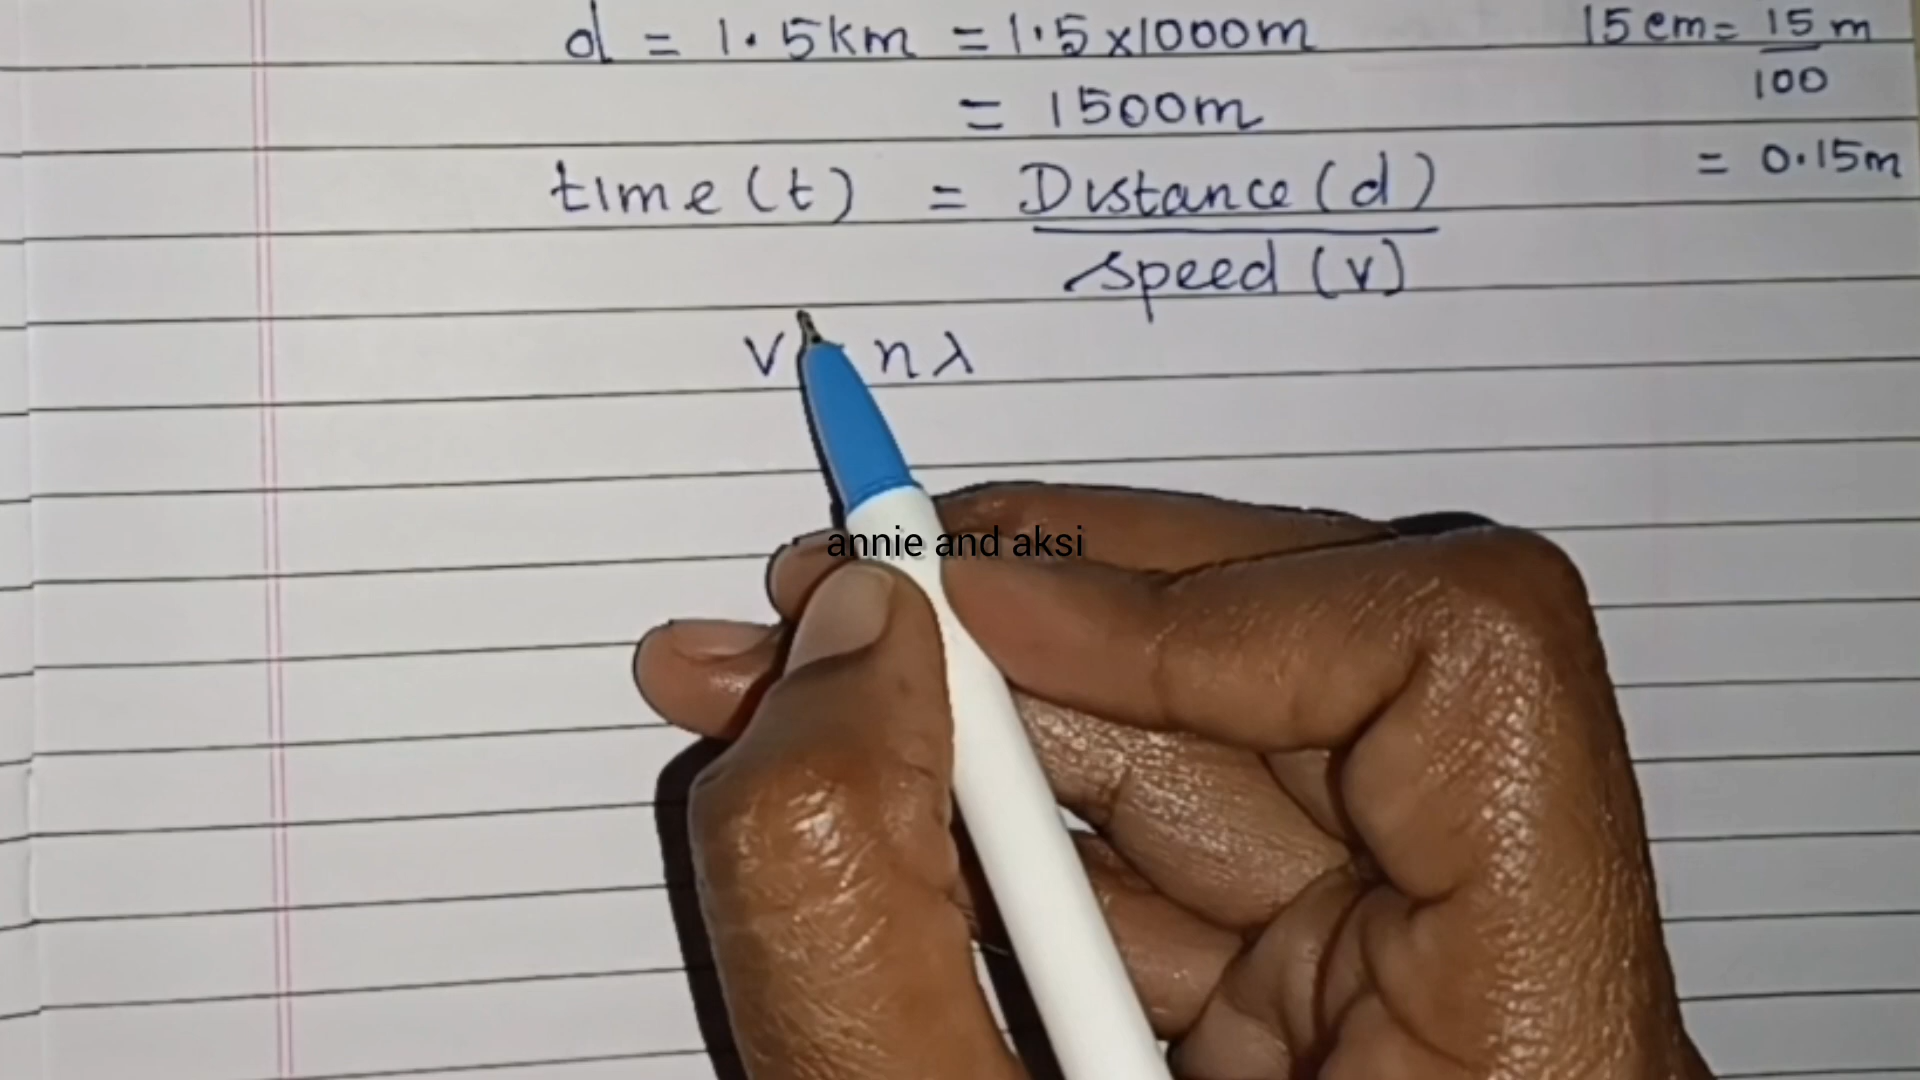 d = 1.5km = 1.5x1000m
= 1500m
time (t) = Distance (d)
speed (v)
v nλ
15 cm = 15 m
100
= 0.15m
annie and aksi